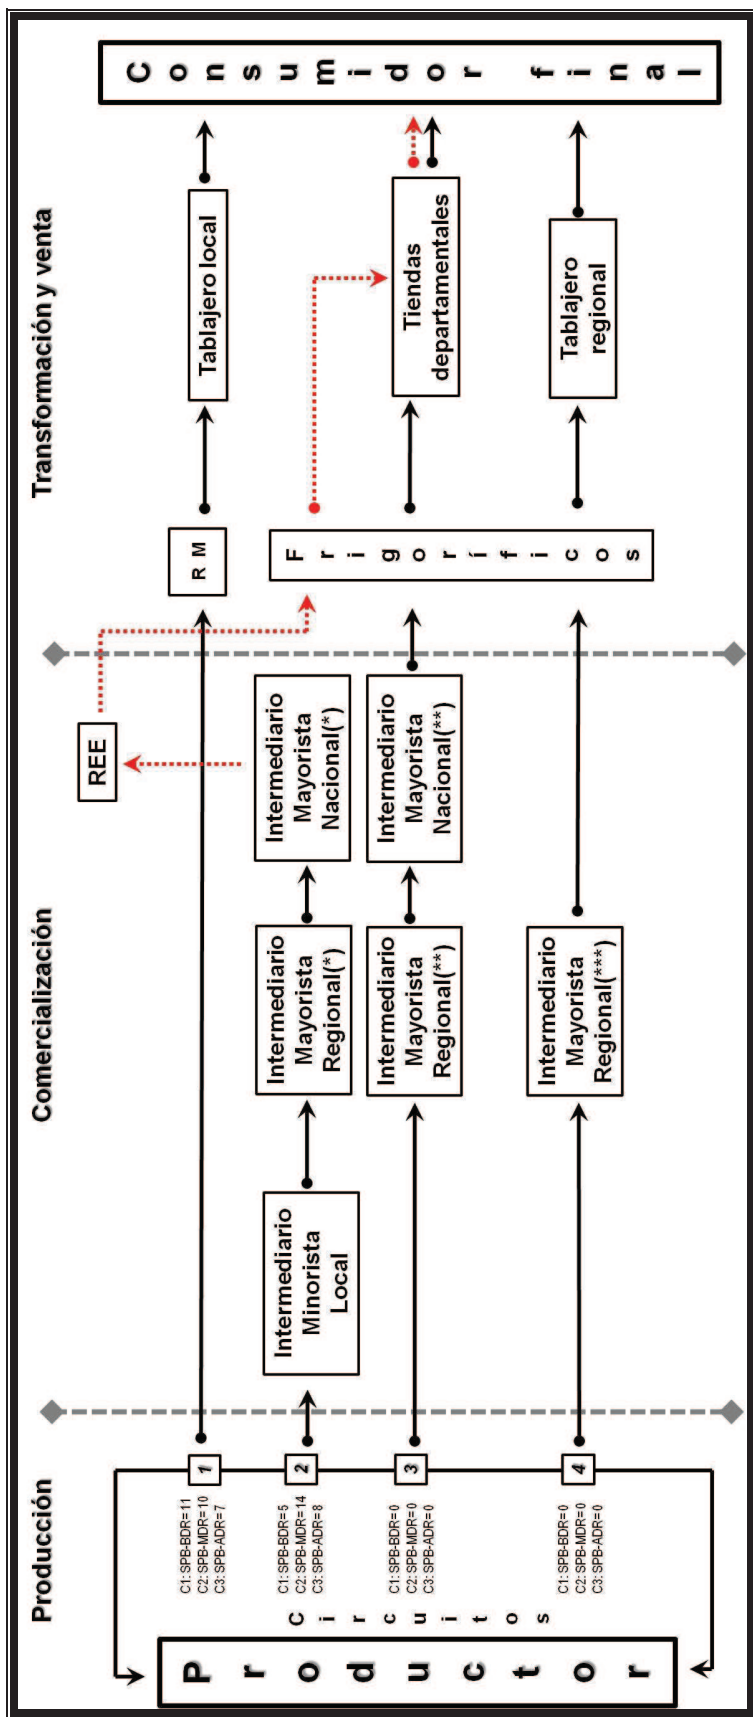 Producción
Comercialización
Transformación y venta
Productor
Circuitos
C1: SPB-BDR=11
C2: SPB-MDR=10
C3: SPB-ADR=7
1
RM
Tablajero local
C1: SPB-BDR=5
C2: SPB-MDR=14
C3: SPB-ADR=8
2
Intermediario
Minorista
Local
Intermediario
Mayorista
Regional(*)
Intermediario
Mayorista
Nacional(*)
REE
C1: SPB-BDR=0
C2: SPB-MDR=0
C3: SPB-ADR=0
3
Intermediario
Mayorista
Regional(**)
Intermediario
Mayorista
Nacional(**)
Frigoríficos
Tiendas
departamentales
C1: SPB-BDR=0
C2: SPB-MDR=0
C3: SPB-ADR=0
4
Intermediario
Mayorista
Regional(***)
Tablajero
regional
Consumidor final